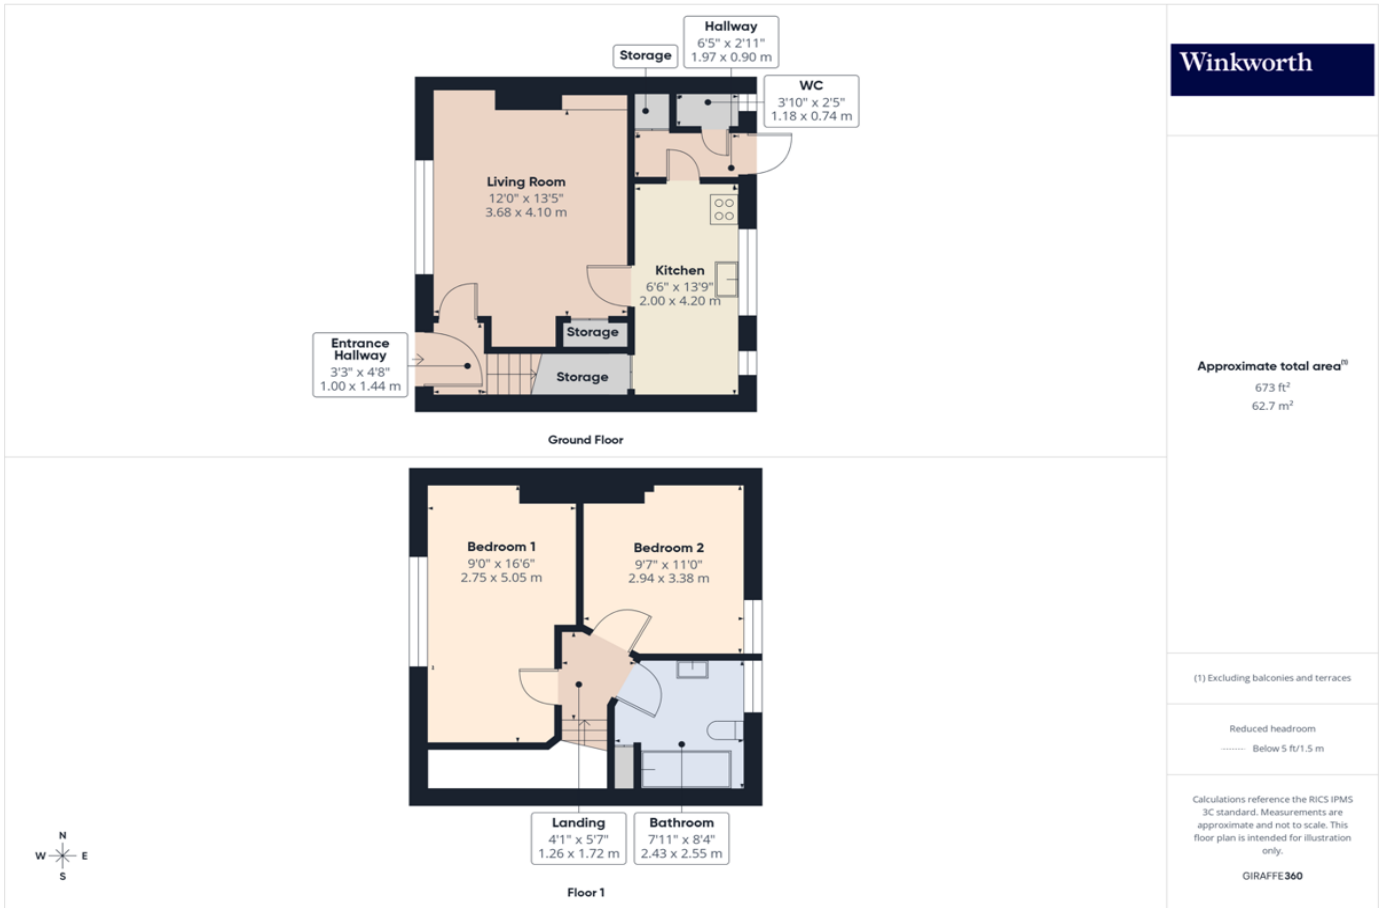 Hallway
6'5" x 2'11"
1.97 x 0.90 m
Storage
WC
3'10" x 2'5"
1.18 x 0.74 m
Living Room
12'0" x 13'5"
3.68 x 4.10 m
Kitchen
6'6" x 13'9"
2.00 x 4.20 m
Storage
Entrance
Hallway
3'3" x 4'8"
1.00 x 1.44 m
Storage
Ground Floor
Bedroom 1
9'0" x 16'6"
2.75 x 5.05 m
Bedroom 2
9'7" x 11'0"
2.94 x 3.38 m
Landing
4'1" x 5'7"
1.26 x 1.72 m
Bathroom
7'11" x 8'4"
2.43 x 2.55 m
Floor 1
N
W E
S
Winkworth
Approximate total area(1)
673 ft²
62.7 m²
(1) Excluding balconies and terraces
Reduced headroom
Below 5 ft/1.5 m
Calculations reference the RICS IPMS
3C standard. Measurements are
approximate and not to scale. This
floor plan is intended for illustration
only.
GIRAFFE360